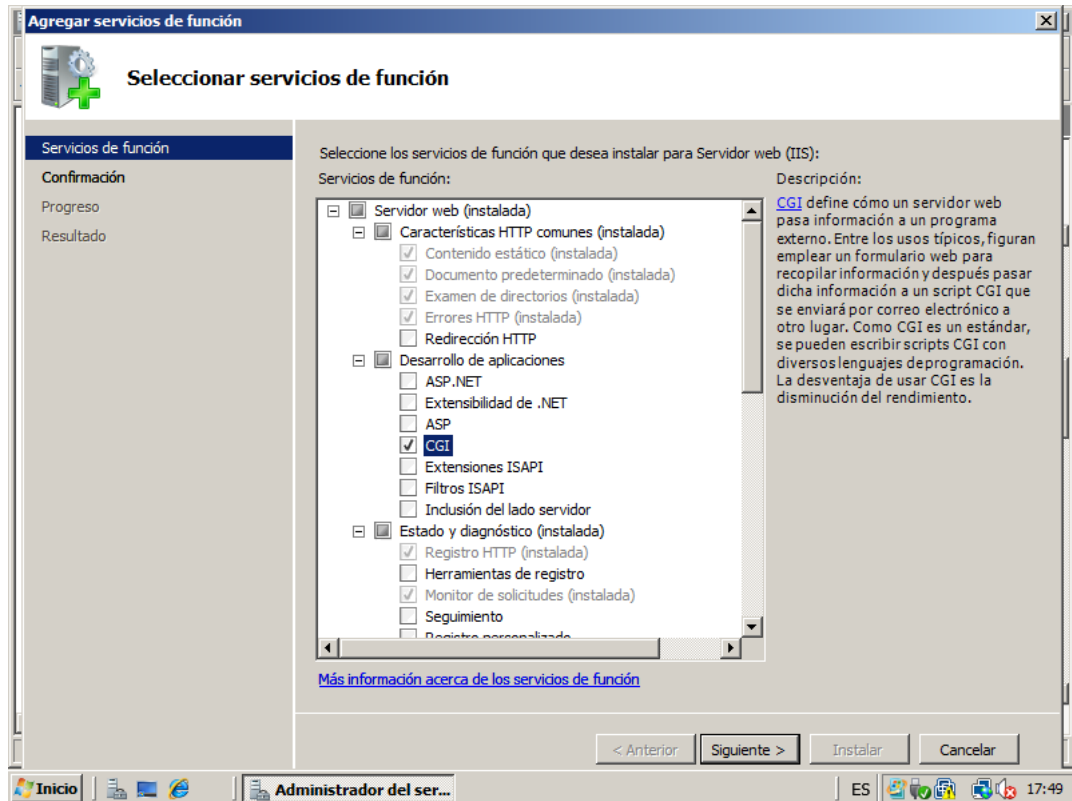 Agregar servicios de función
Seleccionar servicios de función
Servicios de función
Confirmación
Progreso
Resultado
Seleccione los servicios de función que desea instalar para Servidor web (IIS):
Servicios de función:
Servidor web (instalada)
Características HTTP comunes (instalada)
Contenido estático (instalada)
Documento predeterminado (instalada)
Examen de directorios (instalada)
Errores HTTP (instalada)
Redirección HTTP
Desarrollo de aplicaciones
ASP.NET
Extensibilidad de .NET
ASP
CGI
Extensiones ISAPI
Filtros ISAPI
Inclusión del lado servidor
Estado y diagnóstico (instalada)
Registro HTTP (instalada)
Herramientas de registro
Monitor de solicitudes (instalada)
Seguimiento
Registro personalizado
Descripción:
CGI define cómo un servidor web
pasa información a un programa
externo. Entre los usos típicos, figuran
emplear un formulario web para
recopilar información y después pasar
dicha información a un script CGI que
se enviará por correo electrónico a
otro lugar. Como CGI es un estándar,
se pueden escribir scripts CGI con
diversos lenguajes de programación.
La desventaja de usar CGI es la
disminución del rendimiento.
Más información acerca de los servicios de función
< Anterior
Siguiente >
Instalar
Cancelar
Inicio
Administrador del ser...
ES
17:49